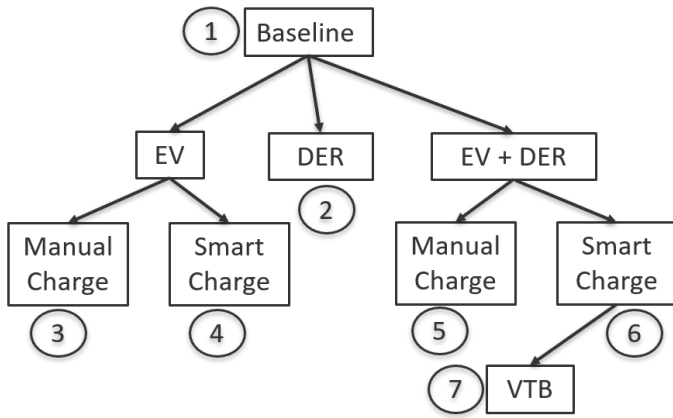 1 Baseline
EV
DER
EV + DER
2
Manual
Charge
Smart
Charge
Manual
Charge
Smart
Charge
3
4
5
6
7 VTB